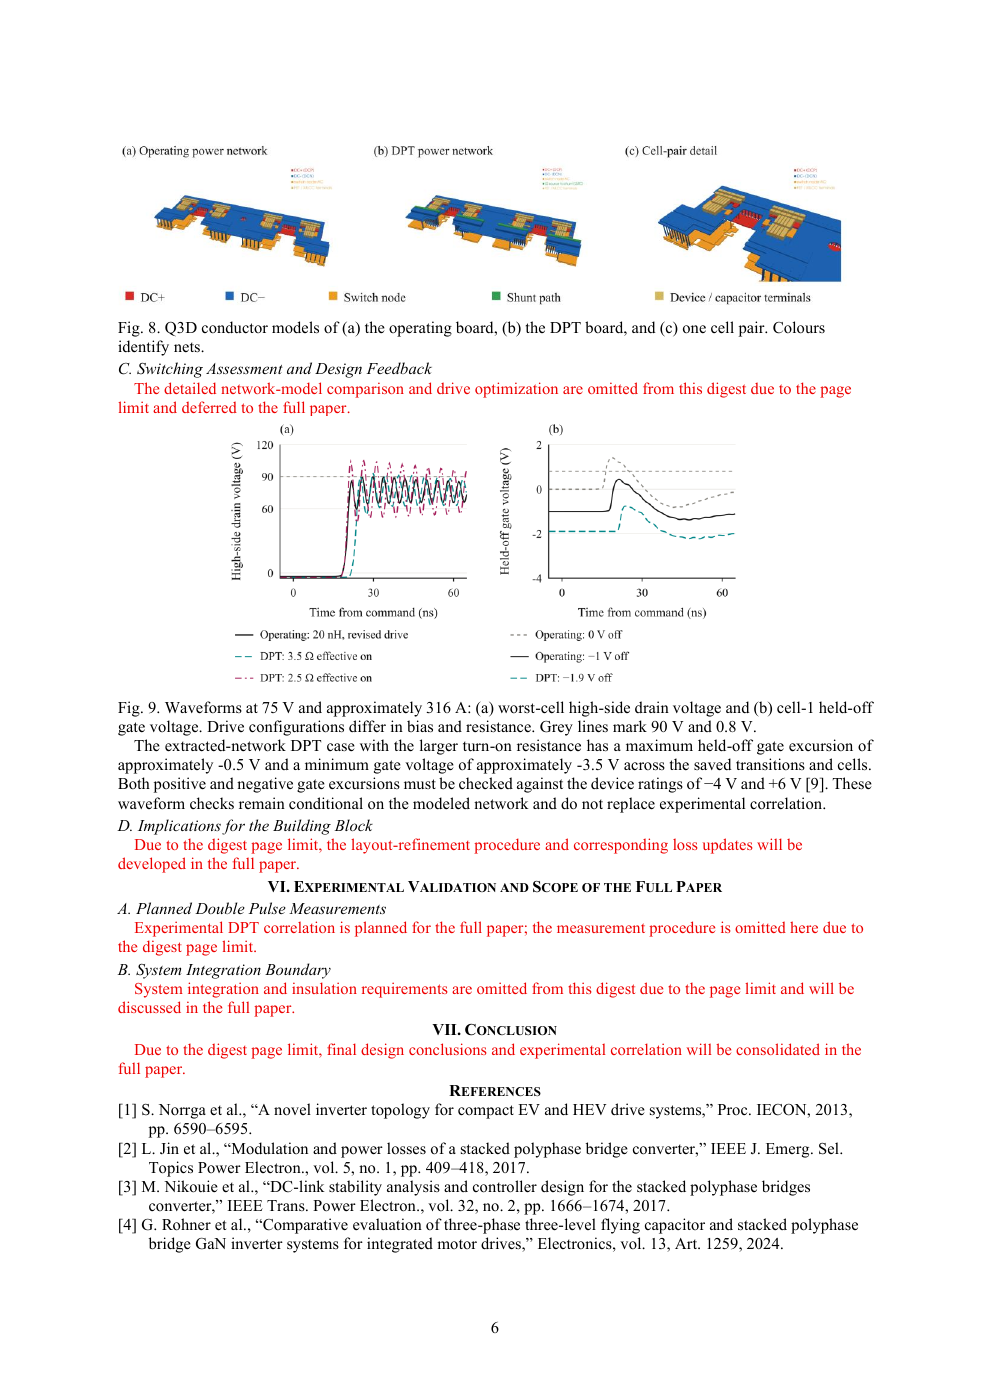 (a) Operating power network
(b) DPT power network
(c) Cell-pair detail
DC+
DC−
Switch node
Shunt path
Device / capacitor terminals
Fig. 8. Q3D conductor models of (a) the operating board, (b) the DPT board, and (c) one cell pair. Colours
identify nets.
C. Switching Assessment and Design Feedback
The detailed network-model comparison and drive optimization are omitted from this digest due to the page
limit and deferred to the full paper.
(a)
High-side drain voltage (V)
120
90
60
0
0 30 60
Time from command (ns)
Operating: 20 nH, revised drive
DPT: 3.5 Ω effective on
DPT: 2.5 Ω effective on
(b)
Held-off gate voltage (V)
2
0
-2
-4
0 30 60
Time from command (ns)
Operating: 0 V off
Operating: −1 V off
DPT: −1.9 V off
Fig. 9. Waveforms at 75 V and approximately 316 A: (a) worst-cell high-side drain voltage and (b) cell-1 held-off
gate voltage. Drive configurations differ in bias and resistance. Grey lines mark 90 V and 0.8 V.
The extracted-network DPT case with the larger turn-on resistance has a maximum held-off gate excursion of
approximately -0.5 V and a minimum gate voltage of approximately -3.5 V across the saved transitions and cells.
Both positive and negative gate excursions must be checked against the device ratings of −4 V and +6 V [9]. These
waveform checks remain conditional on the modeled network and do not replace experimental correlation.
D. Implications for the Building Block
Due to the digest page limit, the layout-refinement procedure and corresponding loss updates will be
developed in the full paper.
VI. EXPERIMENTAL VALIDATION AND SCOPE OF THE FULL PAPER
A. Planned Double Pulse Measurements
Experimental DPT correlation is planned for the full paper; the measurement procedure is omitted here due to
the digest page limit.
B. System Integration Boundary
System integration and insulation requirements are omitted from this digest due to the page limit and will be
discussed in the full paper.
VII. CONCLUSION
Due to the digest page limit, final design conclusions and experimental correlation will be consolidated in the
full paper.
REFERENCES
[1] S. Norrga et al., “A novel inverter topology for compact EV and HEV drive systems,” Proc. IECON, 2013,
pp. 6590–6595.
[2] L. Jin et al., “Modulation and power losses of a stacked polyphase bridge converter,” IEEE J. Emerg. Sel.
Topics Power Electron., vol. 5, no. 1, pp. 409–418, 2017.
[3] M. Nikouie et al., “DC-link stability analysis and controller design for the stacked polyphase bridges
converter,” IEEE Trans. Power Electron., vol. 32, no. 2, pp. 1666–1674, 2017.
[4] G. Rohner et al., “Comparative evaluation of three-phase three-level flying capacitor and stacked polyphase
bridge GaN inverter systems for integrated motor drives,” Electronics, vol. 13, Art. 1259, 2024.
6